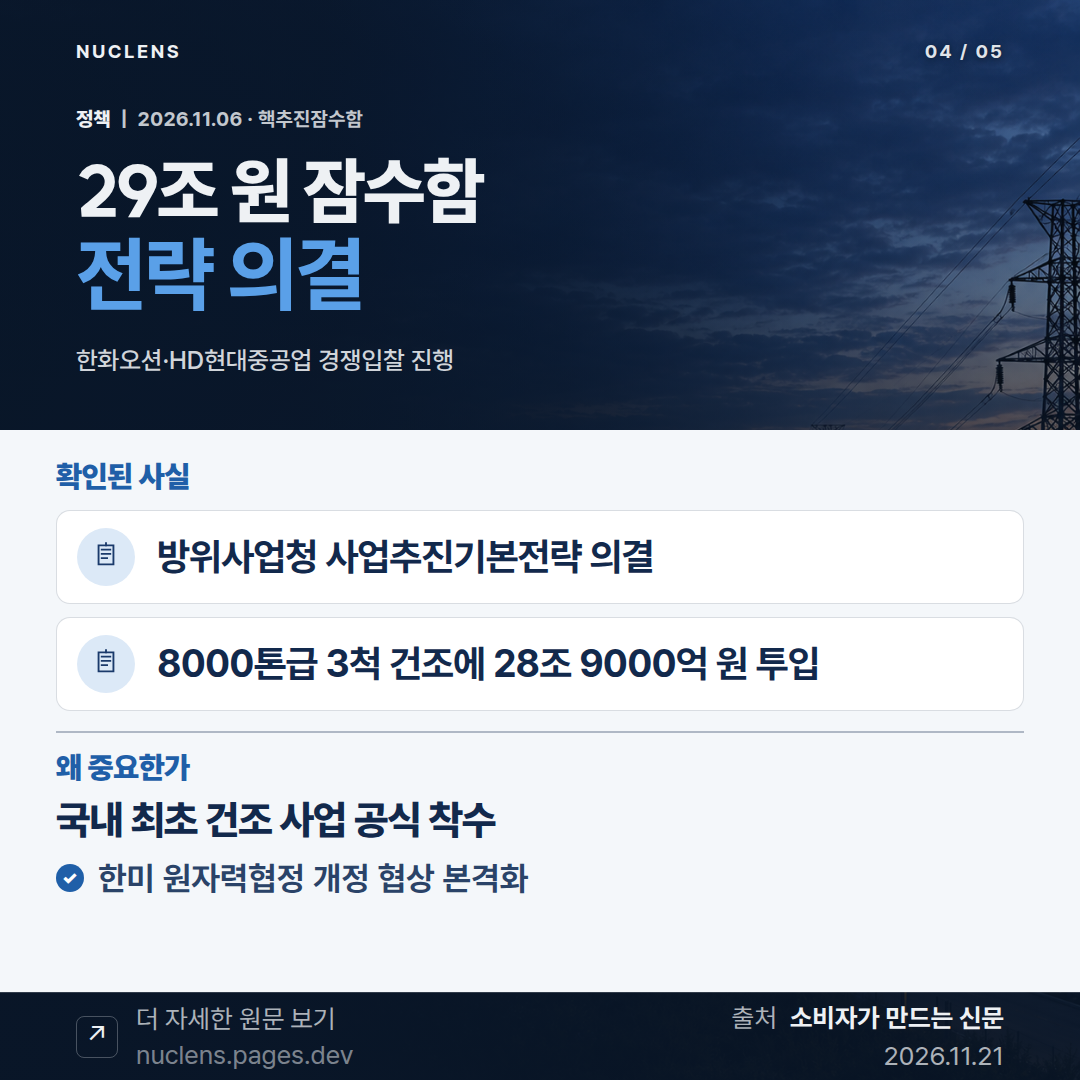 NUCLENS
04 / 05
정책 | 2026.11.06 · 핵추진잠수함
29조 원 잠수함
전략 의결
한화오션·HD현대중공업 경쟁입찰 진행
확인된 사실
방위사업청 사업추진기본전략 의결
8000톤급 3척 건조에 28조 9000억 원 투입
왜 중요한가
국내 최초 건조 사업 공식 착수
한미 원자력협정 개정 협상 본격화
더 자세한 원문 보기
nuclens.pages.dev
출처 소비자가 만드는 신문
2026.11.21